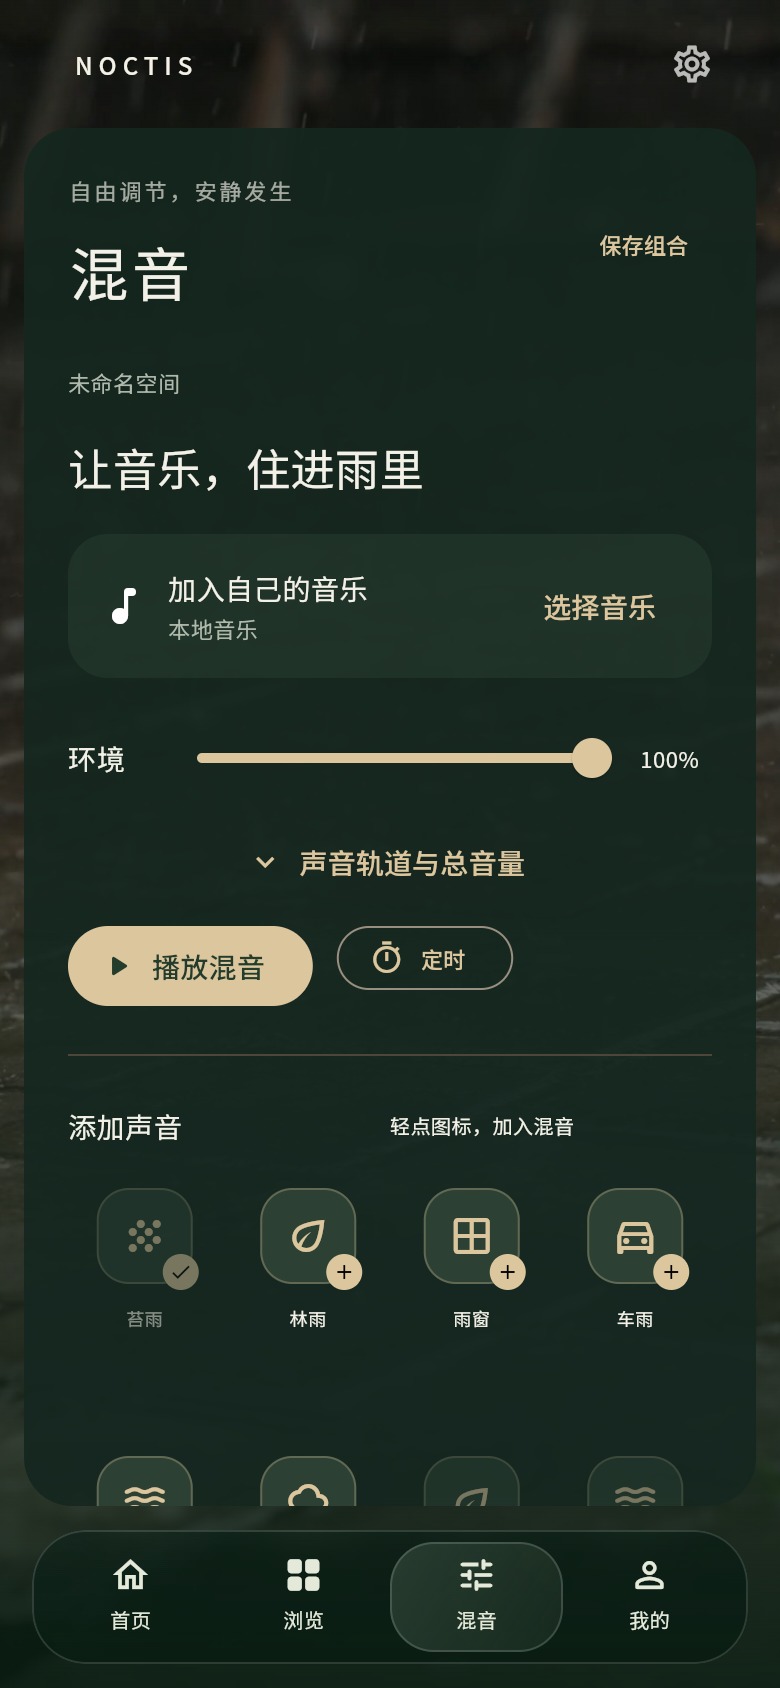 NOCTIS
自由调节，安静发生
混音
保存组合
未命名空间
让音乐，住进雨里
加入自己的音乐
本地音乐
选择音乐
环境
100%
声音轨道与总音量
播放混音
定时
添加声音
轻点图标，加入混音
苔雨
林雨
雨窗
车雨
首页
浏览
混音
我的